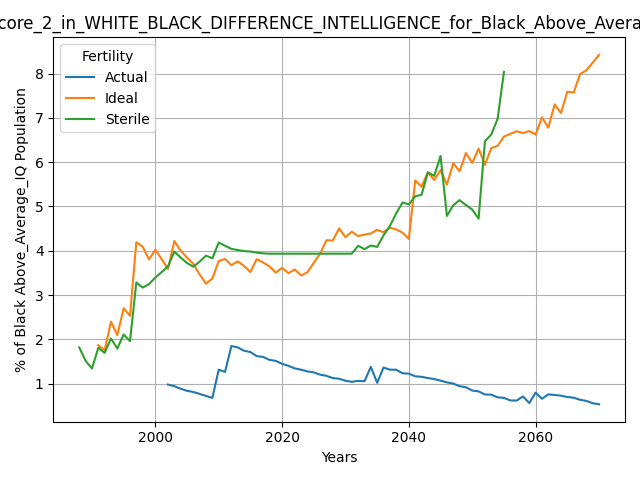 core_2_in_WHITE_BLACK_DIFFERENCE_INTELLIGENCE_for_Black_Above_Avera
Fertility
Actual
Ideal
Sterile
% of Black Above_Average_IQ Population
8
7
6
5
4
3
2
1
2000
2020
2040
2060
Years